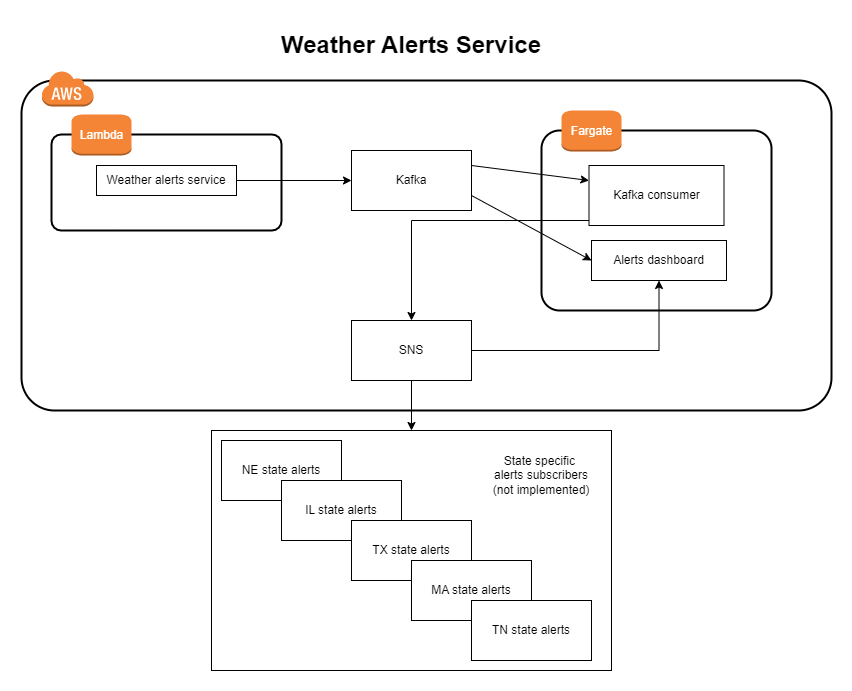 Weather Alerts Service
AWS
Lambda
Fargate
Weather alerts service
Kafka
Kafka consumer
Alerts dashboard
SNS
NE state alerts
State specific
alerts subscribers
(not implemented)
IL state alerts
TX state alerts
MA state alerts
TN state alerts